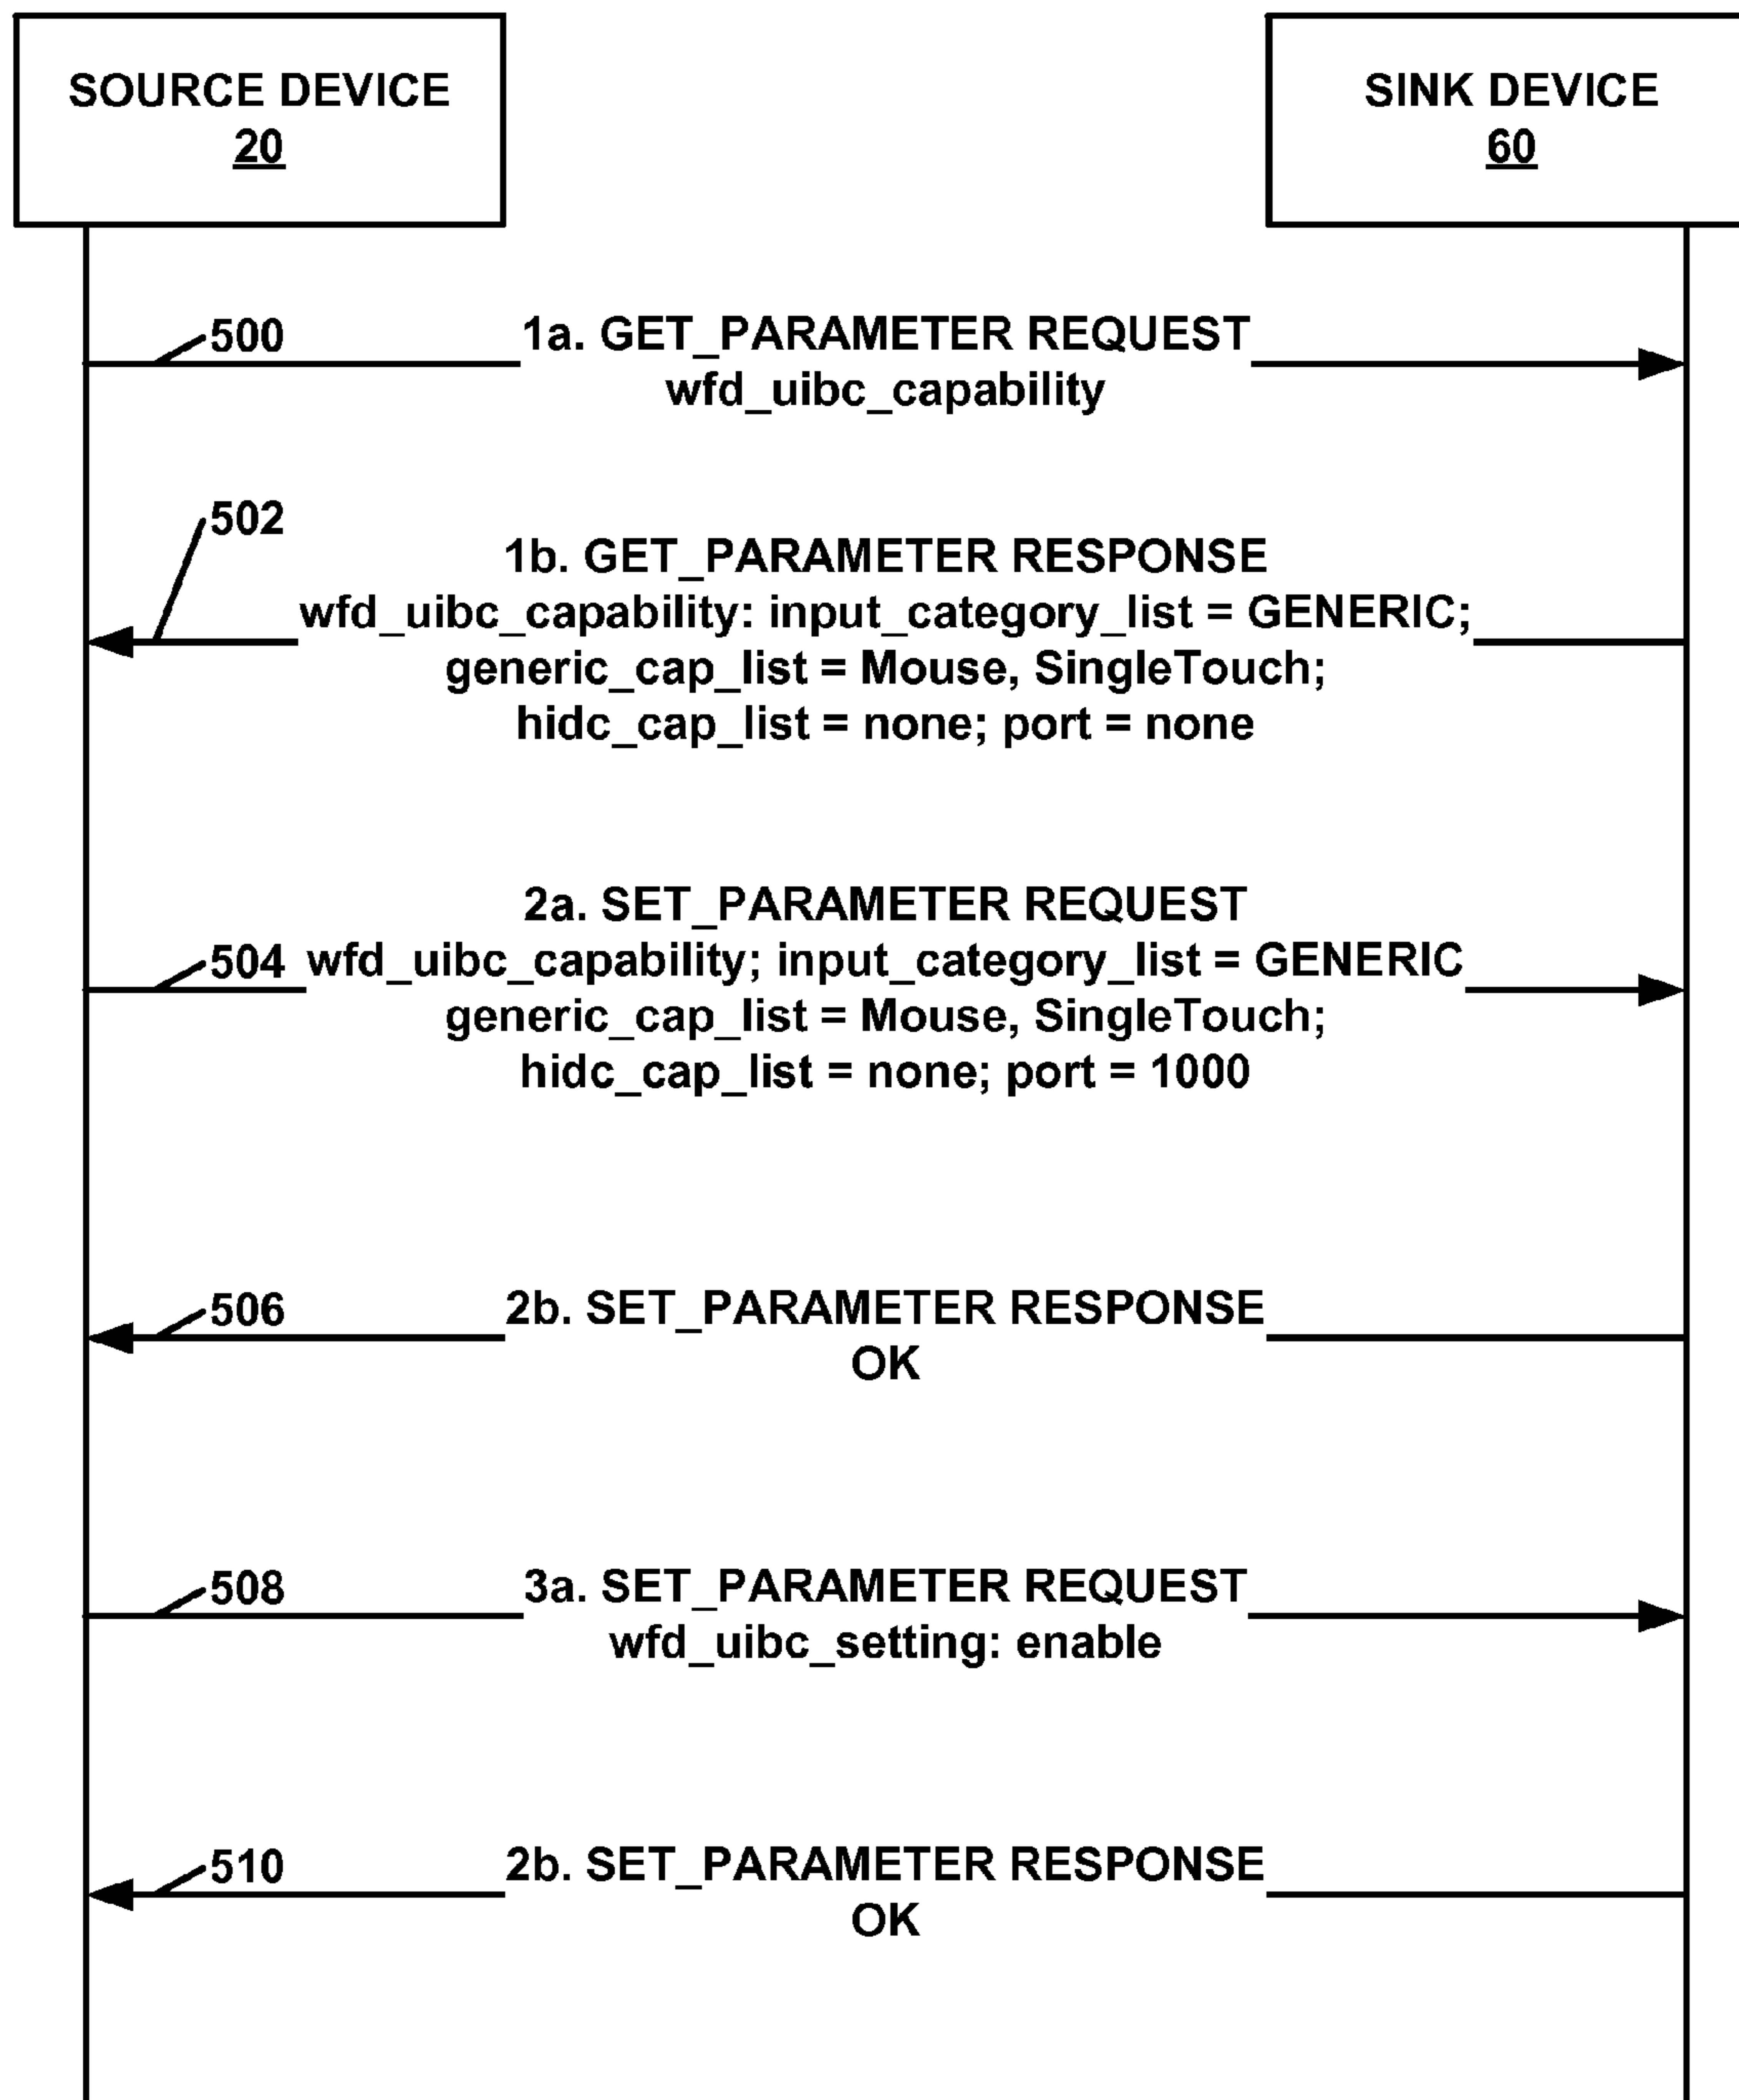 SOURCE DEVICE
20
SINK DEVICE
60
500
1a. GET_PARAMETER REQUEST
wfd_uibc_capability
502
1b. GET_PARAMETER RESPONSE
wfd_uibc_capability: input_category_list = GENERIC;
generic_cap_list = Mouse, SingleTouch;
hidc_cap_list = none; port = none
2a. SET_PARAMETER REQUEST
504 wfd_uibc_capability; input_category_list = GENERIC
generic_cap_list = Mouse, SingleTouch;
hidc_cap_list = none; port = 1000
506
2b. SET_PARAMETER RESPONSE
OK
508
3a. SET_PARAMETER REQUEST
wfd_uibc_setting: enable
510
2b. SET_PARAMETER RESPONSE
OK